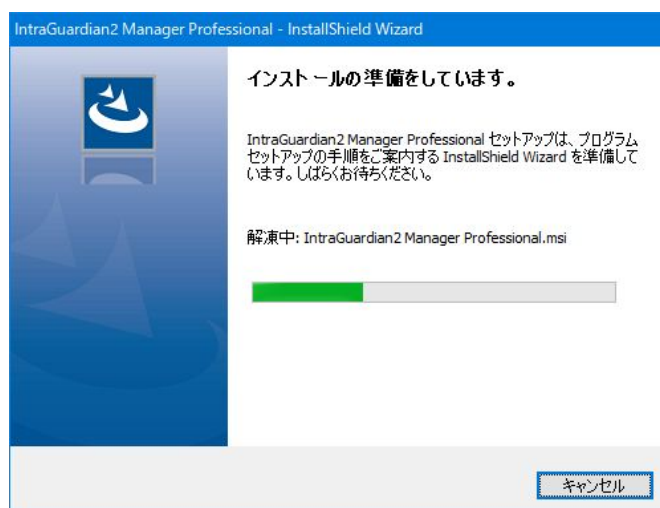 IntraGuardian2 Manager Professional - InstallShield Wizard
インストールの準備をしています。
IntraGuardian2 Manager Professional セットアップは、プログラム
セットアップの手順をご案内する InstallShield Wizard を準備して
います。しばらくお待ちください。
解凍中: IntraGuardian2 Manager Professional.msi
キャンセル